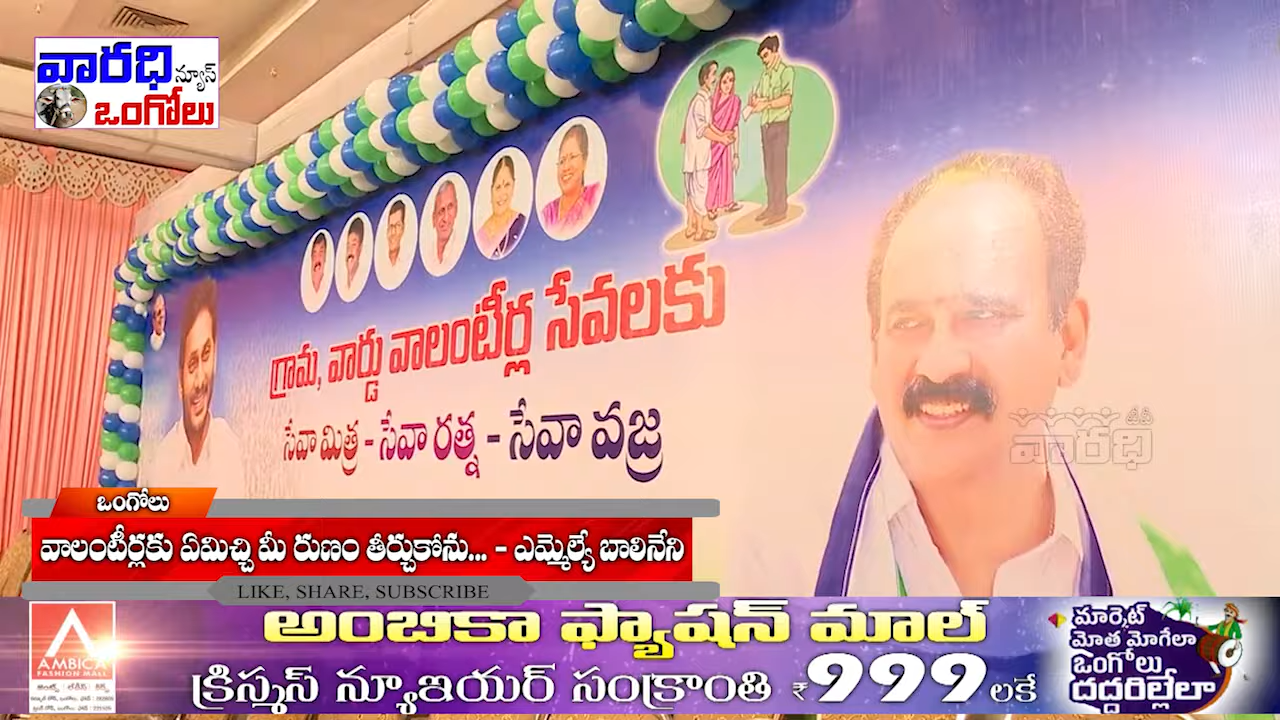 వారధి న్యూస్
ఒంగోలు
గ్రామ, వార్డు వాలంటీర్ల సేవలకు
సేవా మిత్ర - సేవా రత్న - సేవా వజ్ర
టీవీ
వారధి
ఒంగోలు
వాలంటీర్లకు ఏమిచ్చి మీ రుణం తీర్చుకోను... - ఎమ్మెల్యే బాలినేని
LIKE, SHARE, SUBSCRIBE
AMBICA
FASHION MALL
అంబికా ఫ్యాషన్ మాల్
క్రిస్మస్ న్యూఇయర్ సంక్రాంతి ₹ 999 లకే
మార్కెట్
మోత మోగేలా
ఒంగోలు
దద్దరిల్లేలా